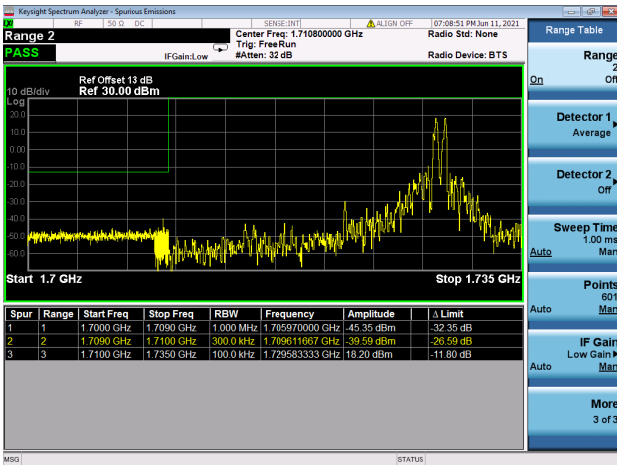 Keysight Spectrum Analyzer - Spurious Emissions
RF 50 Ω DC SENSE:INT ALIGN OFF 07:08:51 PM Jun 11, 2021
Range 2 Center Freq: 1.710800000 GHz Radio Std: None
Trig: Free Run
PASS IFGain:Low #Atten: 32 dB Radio Device: BTS
Ref Offset 13 dB
10 dB/div Ref 30.00 dBm
Log
20.0
10.0
0.00
-10.0
-20.0
-30.0
-40.0
-50.0
-60.0
Start 1.7 GHz Stop 1.735 GHz
Spur Range Start Freq Stop Freq RBW Frequency Amplitude Δ Limit
1 1 1.7000 GHz 1.7090 GHz 1.000 MHz 1.705970000 GHz -45.35 dBm -32.35 dB
2 2 1.7090 GHz 1.7100 GHz 300.0 kHz 1.709611667 GHz -39.59 dBm -26.59 dB
3 3 1.7100 GHz 1.7350 GHz 100.0 kHz 1.729583333 GHz 18.20 dBm -11.80 dB
MSG STATUS
Range Table
Range
2
On Off
Detector 1
Average
Detector 2
Off
Sweep Time
1.00 ms
Auto Man
Points
601
Auto Man
IF Gain
Low Gain
Auto Man
More
3 of 3